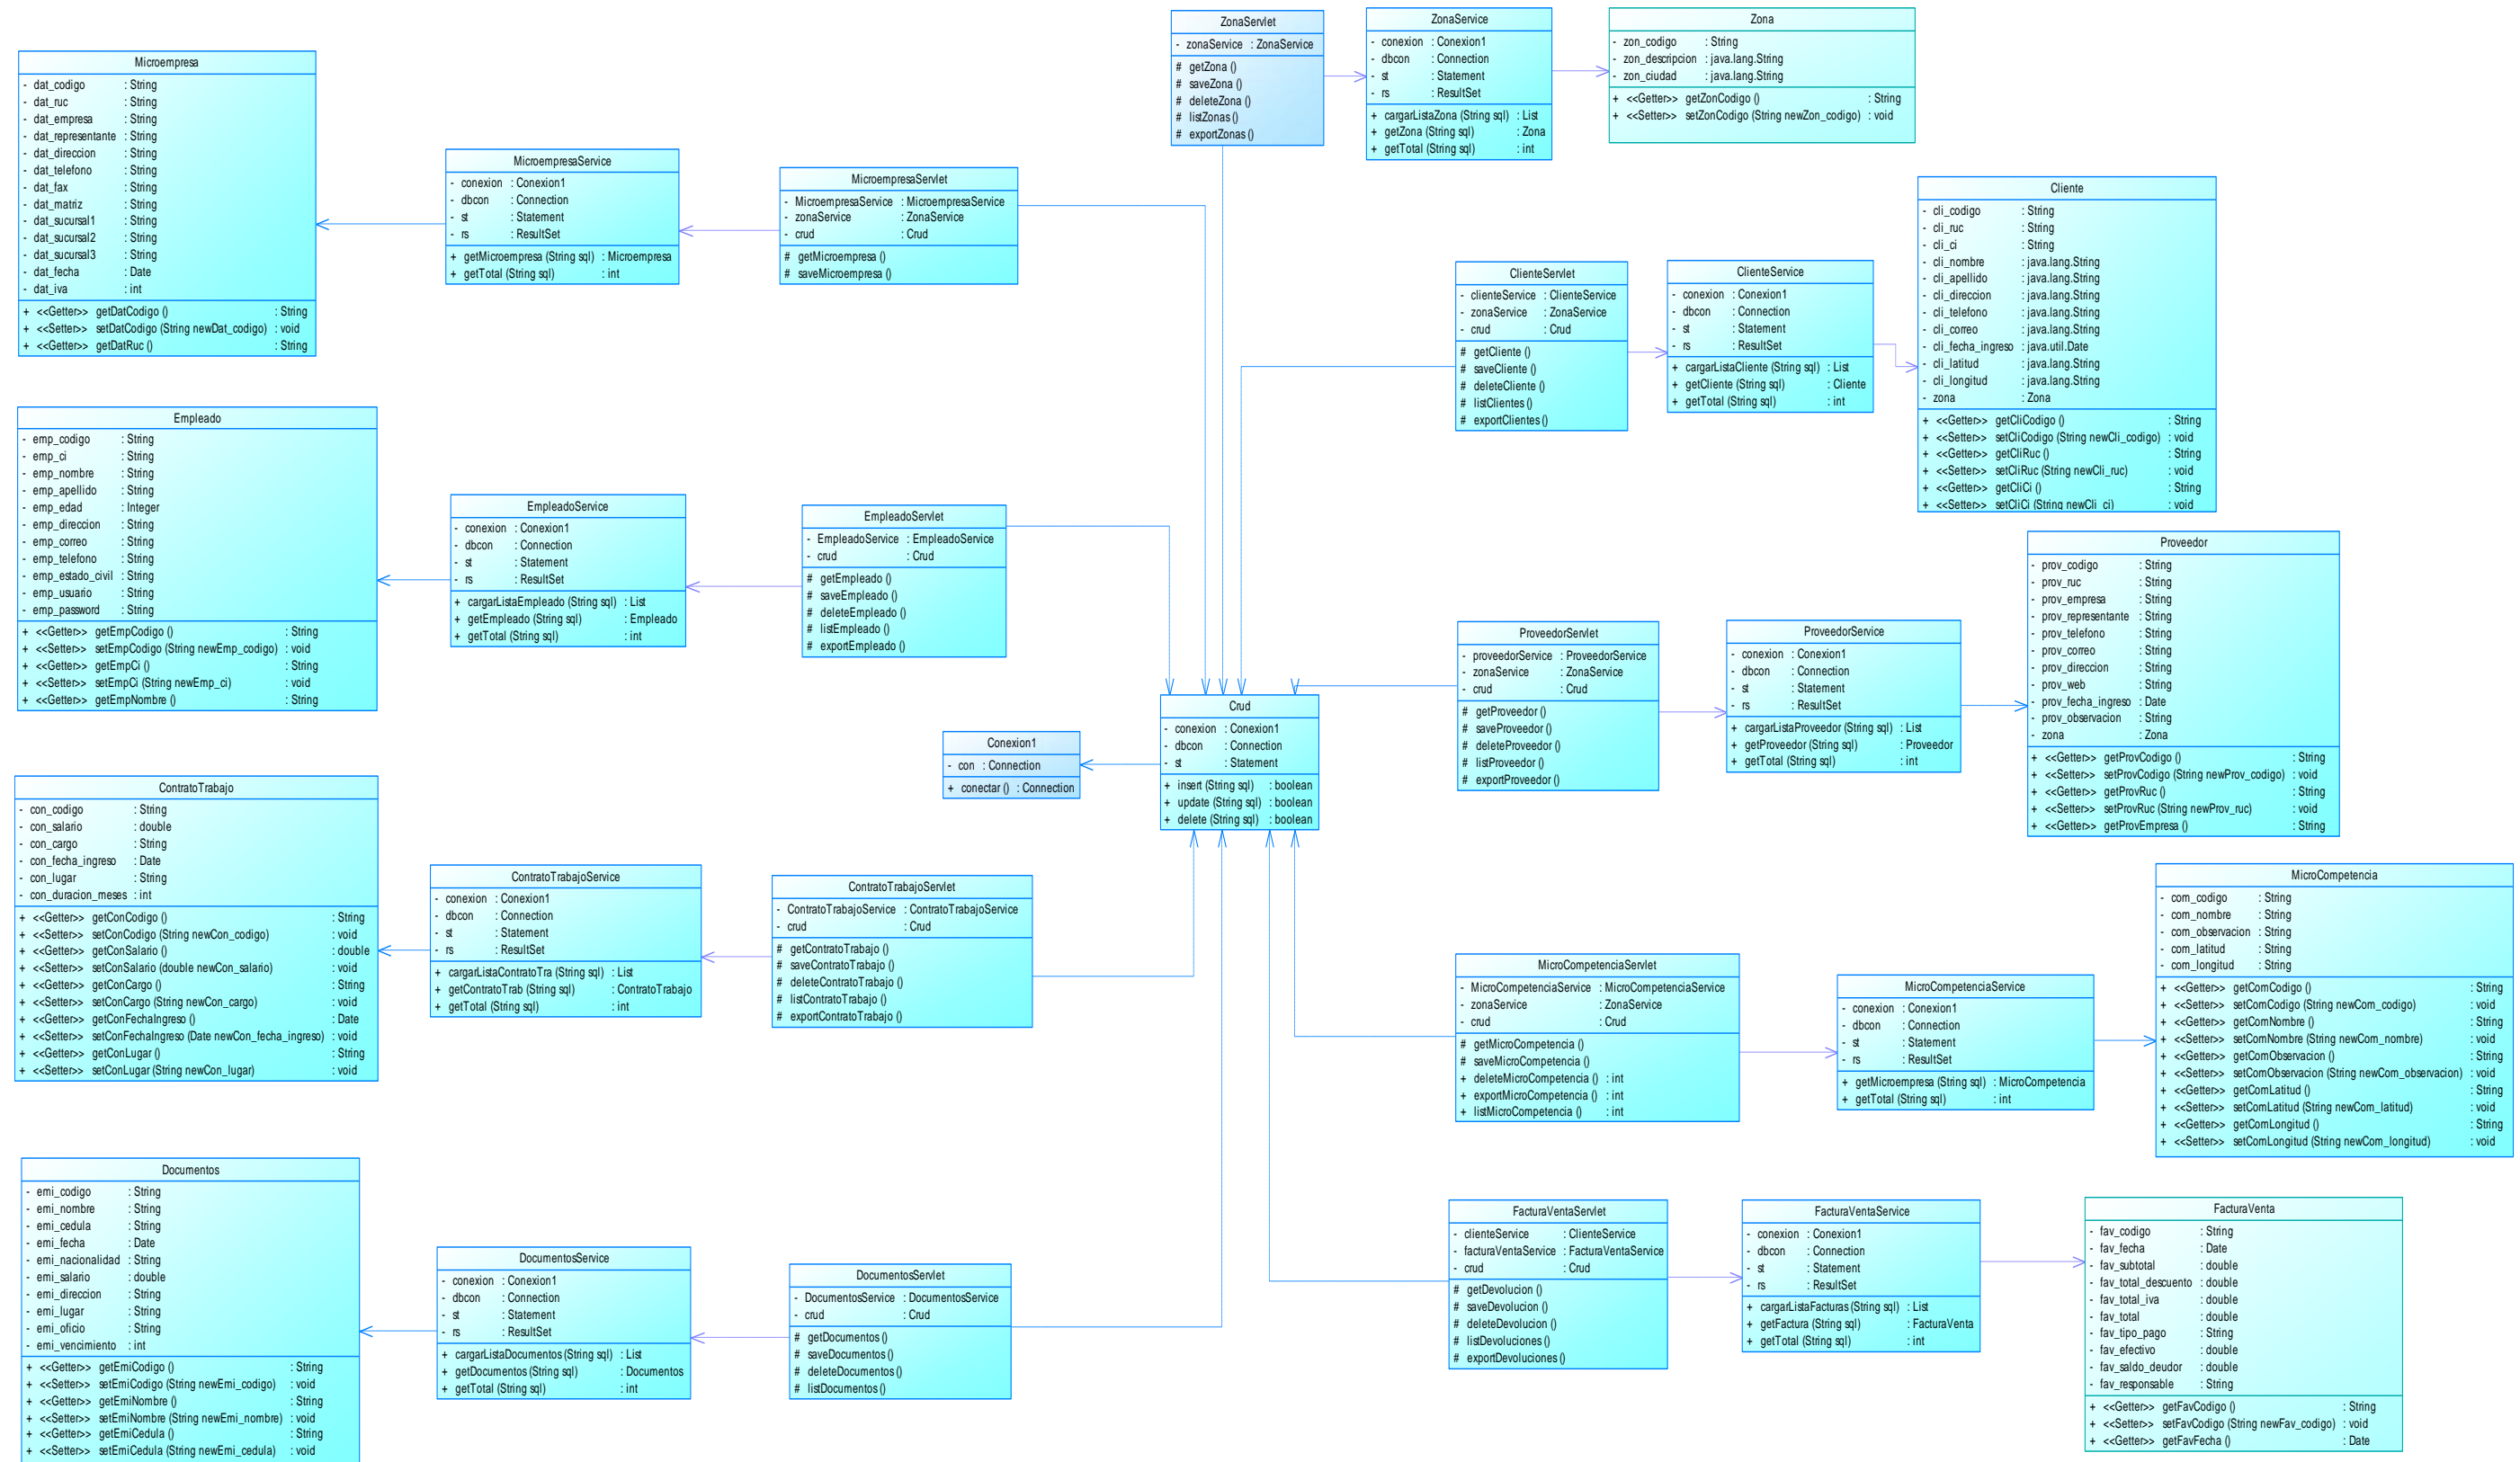 Microempresa
- dat_codigo : String
- dat_ruc : String
- dat_empresa : String
- dat_representante : String
- dat_direccion : String
- dat_telefono : String
- dat_fax : String
- dat_matriz : String
- dat_sucursal1 : String
- dat_sucursal2 : String
- dat_sucursal3 : String
- dat_fecha : Date
- dat_iva : int
+ <<Getter>> getDatCodigo () : String
+ <<Setter>> setDatCodigo (String newDat_codigo) : void
+ <<Getter>> getDatRuc () : String
MicroempresaService
- conexion : Conexion1
- dbcon : Connection
- st : Statement
- rs : ResultSet
+ getMicroempresa (String sql) : Microempresa
+ getTotal (String sql) : int
MicroempresaServlet
- MicroempresaService : MicroempresaService
- zonaService : ZonaService
- crud : Crud
# getMicroempresa ()
# saveMicroempresa ()
ZonaServlet
- zonaService : ZonaService
# getZona ()
# saveZona ()
# deleteZona ()
# listZonas ()
# exportZonas ()
ZonaService
- conexion : Conexion1
- dbcon : Connection
- st : Statement
- rs : ResultSet
+ cargarListaZona (String sql) : List
+ getZona (String sql) : Zona
+ getTotal (String sql) : int
Zona
- zon_codigo : String
- zon_descripcion : java.lang.String
- zon_ciudad : java.lang.String
+ <<Getter>> getZonCodigo () : String
+ <<Setter>> setZonCodigo (String newZon_codigo) : void
ClienteServlet
- clienteService : ClienteService
- zonaService : ZonaService
- crud : Crud
# getCliente ()
# saveCliente ()
# deleteCliente ()
# listClientes ()
# exportClientes ()
ClienteService
- conexion : Conexion1
- dbcon : Connection
- st : Statement
- rs : ResultSet
+ cargarListaCliente (String sql) : List
+ getCliente (String sql) : Cliente
+ getTotal (String sql) : int
Cliente
- cli_codigo : String
- cli_ruc : String
- cli_ci : String
- cli_nombre : java.lang.String
- cli_apellido : java.lang.String
- cli_direccion : java.lang.String
- cli_telefono : java.lang.String
- cli_correo : java.lang.String
- cli_fecha_ingreso : java.util.Date
- cli_latitud : java.lang.String
- cli_longitud : java.lang.String
- zona : Zona
+ <<Getter>> getCliCodigo () : String
+ <<Setter>> setCliCodigo (String newCli_codigo) : void
+ <<Getter>> getCliRuc () : String
+ <<Setter>> setCliRuc (String newCli_ruc) : void
+ <<Getter>> getCliCi () : String
+ <<Setter>> setCliCi (String newCli_ci) : void
Empleado
- emp_codigo : String
- emp_ci : String
- emp_nombre : String
- emp_apellido : String
- emp_edad : Integer
- emp_direccion : String
- emp_correo : String
- emp_telefono : String
- emp_estado_civil : String
- emp_usuario : String
- emp_password : String
+ <<Getter>> getEmpCodigo () : String
+ <<Setter>> setEmpCodigo (String newEmp_codigo) : void
+ <<Getter>> getEmpCi () : String
+ <<Setter>> setEmpCi (String newEmp_ci) : void
+ <<Getter>> getEmpNombre () : String
EmpleadoService
- conexion : Conexion1
- dbcon : Connection
- st : Statement
- rs : ResultSet
+ cargarListaEmpleado (String sql) : List
+ getEmpleado (String sql) : Empleado
+ getTotal (String sql) : int
EmpleadoServlet
- EmpleadoService : EmpleadoService
- crud : Crud
# getEmpleado ()
# saveEmpleado ()
# deleteEmpleado ()
# listEmpleado ()
# exportEmpleado ()
Conexion1
- con : Connection
+ conectar () : Connection
Crud
- conexion : Conexion1
- dbcon : Connection
- st : Statement
+ insert (String sql) : boolean
+ update (String sql) : boolean
+ delete (String sql) : boolean
ProveedorServlet
- proveedorService : ProveedorService
- zonaService : ZonaService
- crud : Crud
# getProveedor ()
# saveProveedor ()
# deleteProveedor ()
# listProveedor ()
# exportProveedor ()
ProveedorService
- conexion : Conexion1
- dbcon : Connection
- st : Statement
- rs : ResultSet
+ cargarListaProveedor (String sql) : List
+ getProveedor (String sql) : Proveedor
+ getTotal (String sql) : int
Proveedor
- prov_codigo : String
- prov_ruc : String
- prov_empresa : String
- prov_representante : String
- prov_telefono : String
- prov_correo : String
- prov_direccion : String
- prov_web : String
- prov_fecha_ingreso : Date
- prov_observacion : String
- zona : Zona
+ <<Getter>> getProvCodigo () : String
+ <<Setter>> setProvCodigo (String newProv_codigo) : void
+ <<Getter>> getProvRuc () : String
+ <<Setter>> setProvRuc (String newProv_ruc) : void
+ <<Getter>> getProvEmpresa () : String
ContratoTrabajo
- con_codigo : String
- con_salario : double
- con_cargo : String
- con_fecha_ingreso : Date
- con_lugar : String
- con_duracion_meses : int
+ <<Getter>> getConCodigo () : String
+ <<Setter>> setConCodigo (String newCon_codigo) : void
+ <<Getter>> getConSalario () : double
+ <<Setter>> setConSalario (double newCon_salario) : void
+ <<Getter>> getConCargo () : String
+ <<Setter>> setConCargo (String newCon_cargo) : void
+ <<Getter>> getConFechaIngreso () : Date
+ <<Setter>> setConFechaIngreso (Date newCon_fecha_ingreso) : void
+ <<Getter>> getConLugar () : String
+ <<Setter>> setConLugar (String newCon_lugar) : void
ContratoTrabajoService
- conexion : Conexion1
- dbcon : Connection
- st : Statement
- rs : ResultSet
+ cargarListaContratoTra (String sql) : List
+ getContratoTrab (String sql) : ContratoTrabajo
+ getTotal (String sql) : int
ContratoTrabajoServlet
- ContratoTrabajoService : ContratoTrabajoService
- crud : Crud
# getContratoTrabajo ()
# saveContratoTrabajo ()
# deleteContratoTrabajo ()
# listContratoTrabajo ()
# exportContratoTrabajo ()
MicroCompetenciaServlet
- MicroCompetenciaService : MicroCompetenciaService
- zonaService : ZonaService
- crud : Crud
# getMicroCompetencia ()
# saveMicroCompetencia ()
+ deleteMicroCompetencia () : int
+ exportMicroCompetencia () : int
+ listMicroCompetencia () : int
MicroCompetenciaService
- conexion : Conexion1
- dbcon : Connection
- st : Statement
- rs : ResultSet
+ getMicroempresa (String sql) : MicroCompetencia
+ getTotal (String sql) : int
MicroCompetencia
- com_codigo : String
- com_nombre : String
- com_observacion : String
- com_latitud : String
- com_longitud : String
+ <<Getter>> getComCodigo () : String
+ <<Setter>> setComCodigo (String newCom_codigo) : void
+ <<Getter>> getComNombre () : String
+ <<Setter>> setComNombre (String newCom_nombre) : void
+ <<Getter>> getComObservacion () : String
+ <<Setter>> setComObservacion (String newCom_observacion) : void
+ <<Getter>> getComLatitud () : String
+ <<Setter>> setComLatitud (String newCom_latitud) : void
+ <<Getter>> getComLongitud () : String
+ <<Setter>> setComLongitud (String newCom_longitud) : void
Documentos
- emi_codigo : String
- emi_nombre : String
- emi_cedula : String
- emi_fecha : Date
- emi_nacionalidad : String
- emi_salario : double
- emi_direccion : String
- emi_lugar : String
- emi_oficio : String
- emi_vencimiento : int
+ <<Getter>> getEmiCodigo () : String
+ <<Setter>> setEmiCodigo (String newEmi_codigo) : void
+ <<Getter>> getEmiNombre () : String
+ <<Setter>> setEmiNombre (String newEmi_nombre) : void
+ <<Getter>> getEmiCedula () : String
+ <<Setter>> setEmiCedula (String newEmi_cedula) : void
DocumentosService
- conexion : Conexion1
- dbcon : Connection
- st : Statement
- rs : ResultSet
+ cargarListaDocumentos (String sql) : List
+ getDocumentos (String sql) : Documentos
+ getTotal (String sql) : int
DocumentosServlet
- DocumentosService : DocumentosService
- crud : Crud
# getDocumentos ()
# saveDocumentos ()
# deleteDocumentos ()
# listDocumentos ()
FacturaVentaServlet
- clienteService : ClienteService
- facturaVentaService : FacturaVentaService
- crud : Crud
# getDevolucion ()
# saveDevolucion ()
# deleteDevolucion ()
# listDevoluciones ()
# exportDevoluciones ()
FacturaVentaService
- conexion : Conexion1
- dbcon : Connection
- st : Statement
- rs : ResultSet
+ cargarListaFacturas (String sql) : List
+ getFactura (String sql) : FacturaVenta
+ getTotal (String sql) : int
FacturaVenta
- fav_codigo : String
- fav_fecha : Date
- fav_subtotal : double
- fav_total_descuento : double
- fav_total_iva : double
- fav_total : double
- fav_tipo_pago : String
- fav_efectivo : double
- fav_saldo_deudor : double
- fav_responsable : String
+ <<Getter>> getFavCodigo () : String
+ <<Setter>> setFavCodigo (String newFav_codigo) : void
+ <<Getter>> getFavFecha () : Date